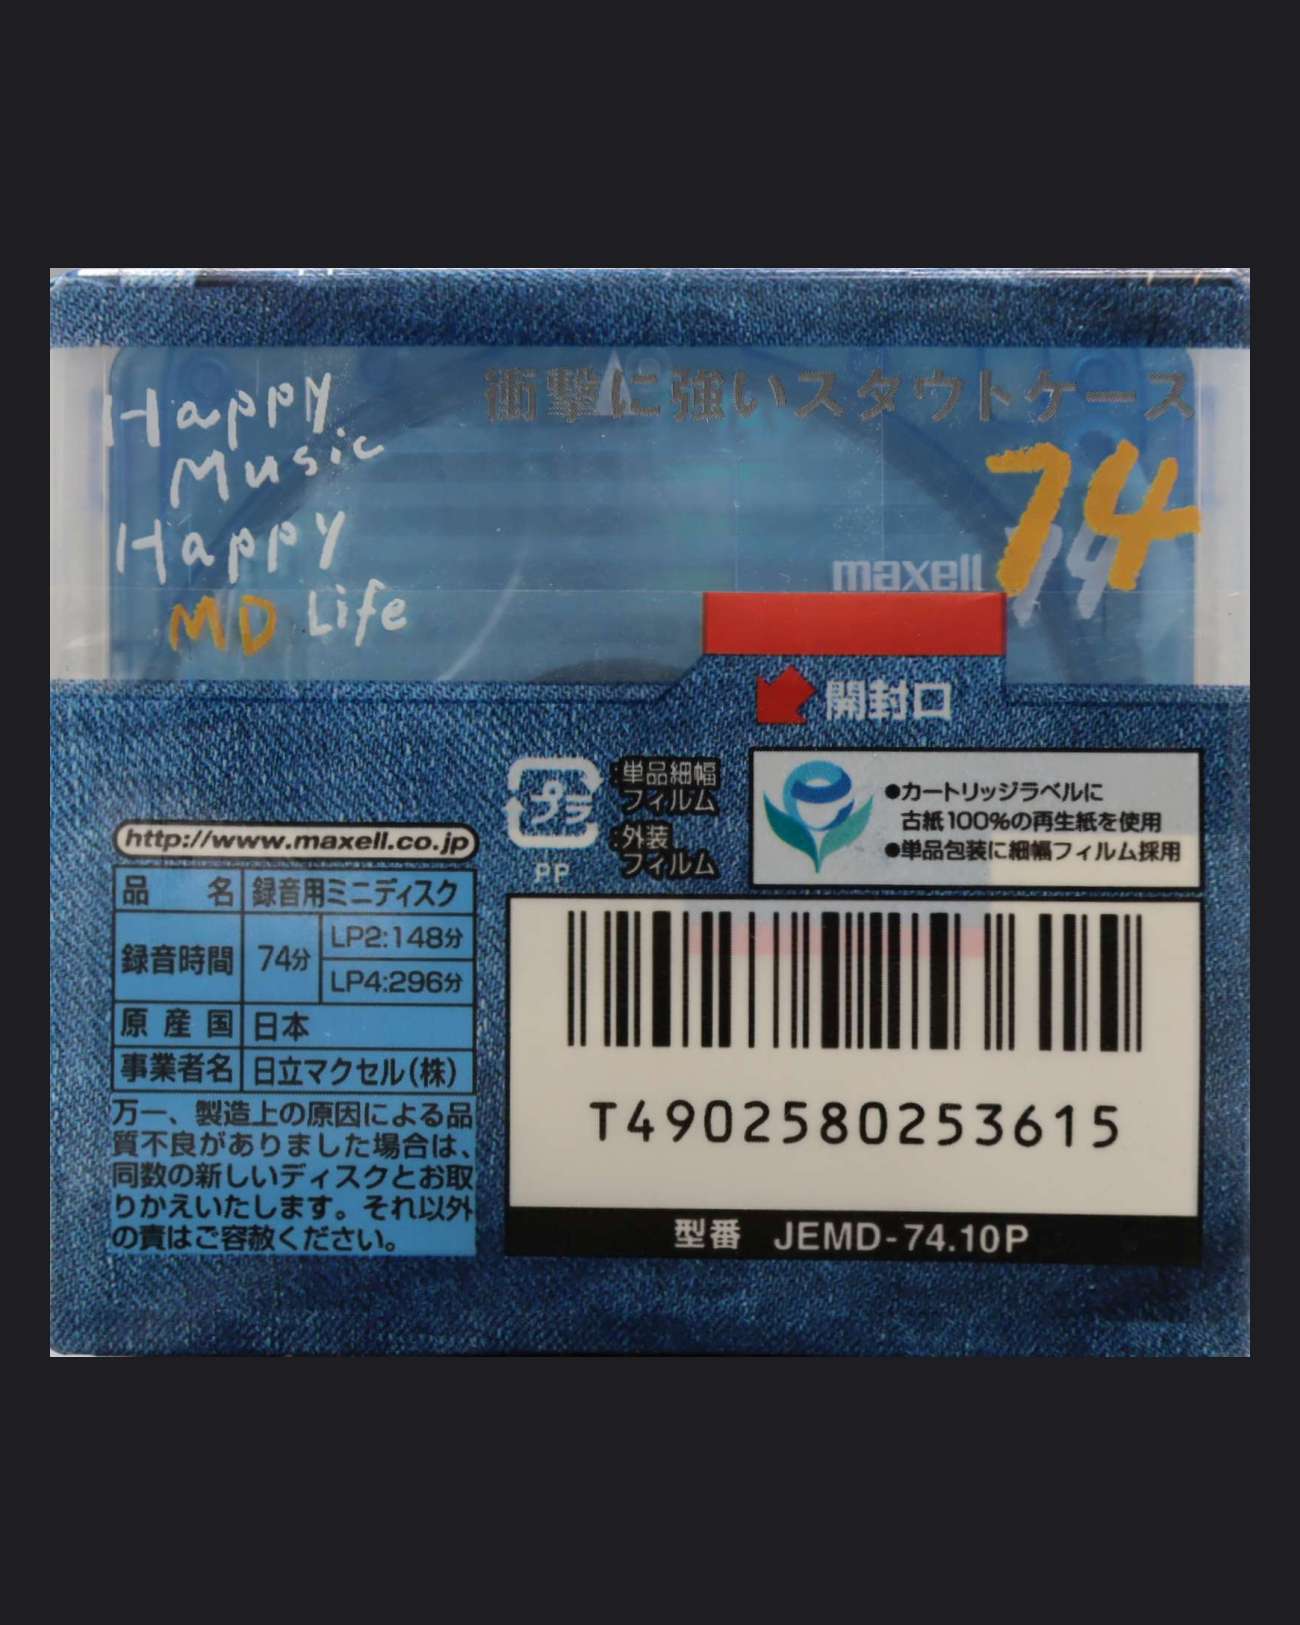 Happy
Music
Happy
MD Life
衝撃に強いスタウトケース
74
maxell
開封口
プラ
PP
:単品細幅
フィルム
:外装
フィルム
●カートリッジラベルに
古紙100%の再生紙を使用
●単品包装に細幅フィルム採用
http://www.maxell.co.jp
品名 録音用ミニディスク
録音時間 74分 LP2:148分
LP4:296分
原産国 日本
事業者名 日立マクセル(株)
万一、製造上の原因による品
質不良がありました場合は、
同数の新しいディスクとお取
りかえいたします。それ以外
の責はご容赦ください。
T4902580253615
型番 JEMD-74.10P